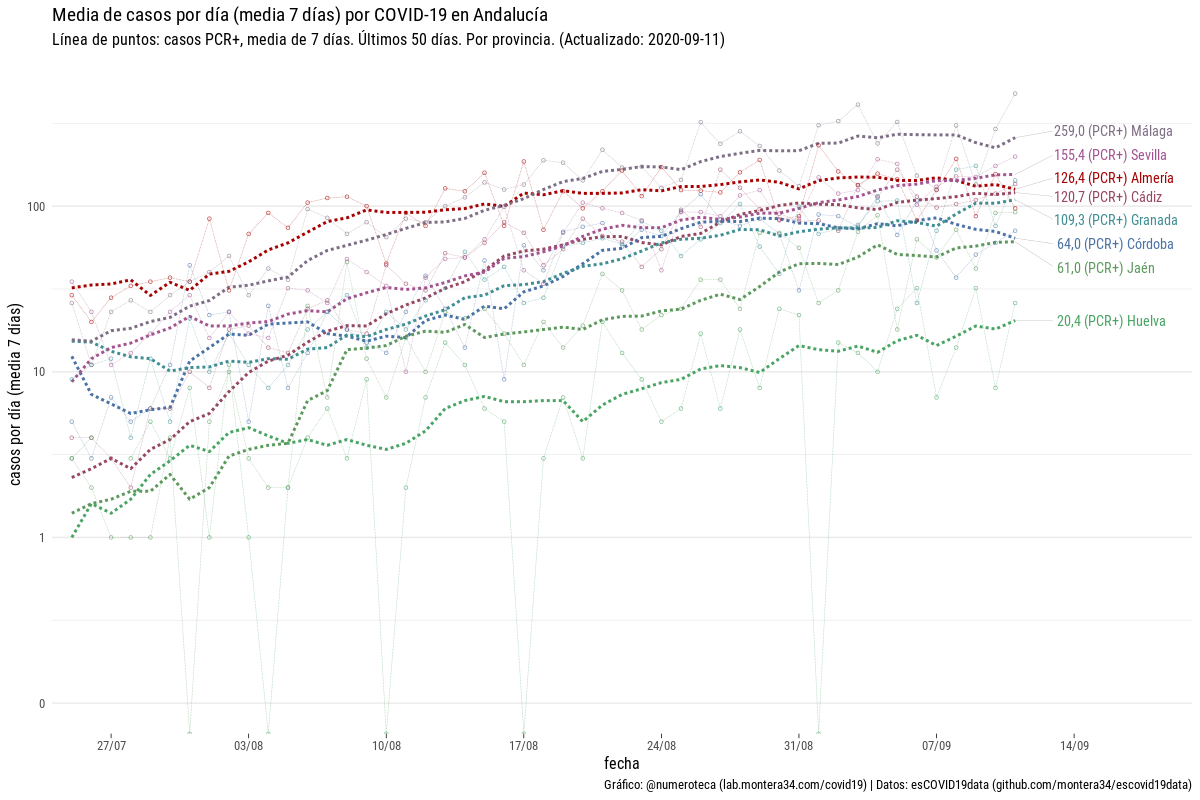 Media de casos por día (media 7 días) por COVID-19 en Andalucía
Línea de puntos: casos PCR+, media de 7 días. Últimos 50 días. Por provincia. (Actualizado: 2020-09-11)
casos por día (media 7 días)
100
10
1
0
259,0 (PCR+) Málaga
155,4 (PCR+) Sevilla
126,4 (PCR+) Almería
120,7 (PCR+) Cádiz
109,3 (PCR+) Granada
64,0 (PCR+) Córdoba
61,0 (PCR+) Jaén
20,4 (PCR+) Huelva
27/07 03/08 10/08 17/08 24/08 31/08 07/09 14/09
fecha
Gráfico: @numeroteca (lab.montera34.com/covid19) | Datos: esCOVID19data (github.com/montera34/escovid19data)